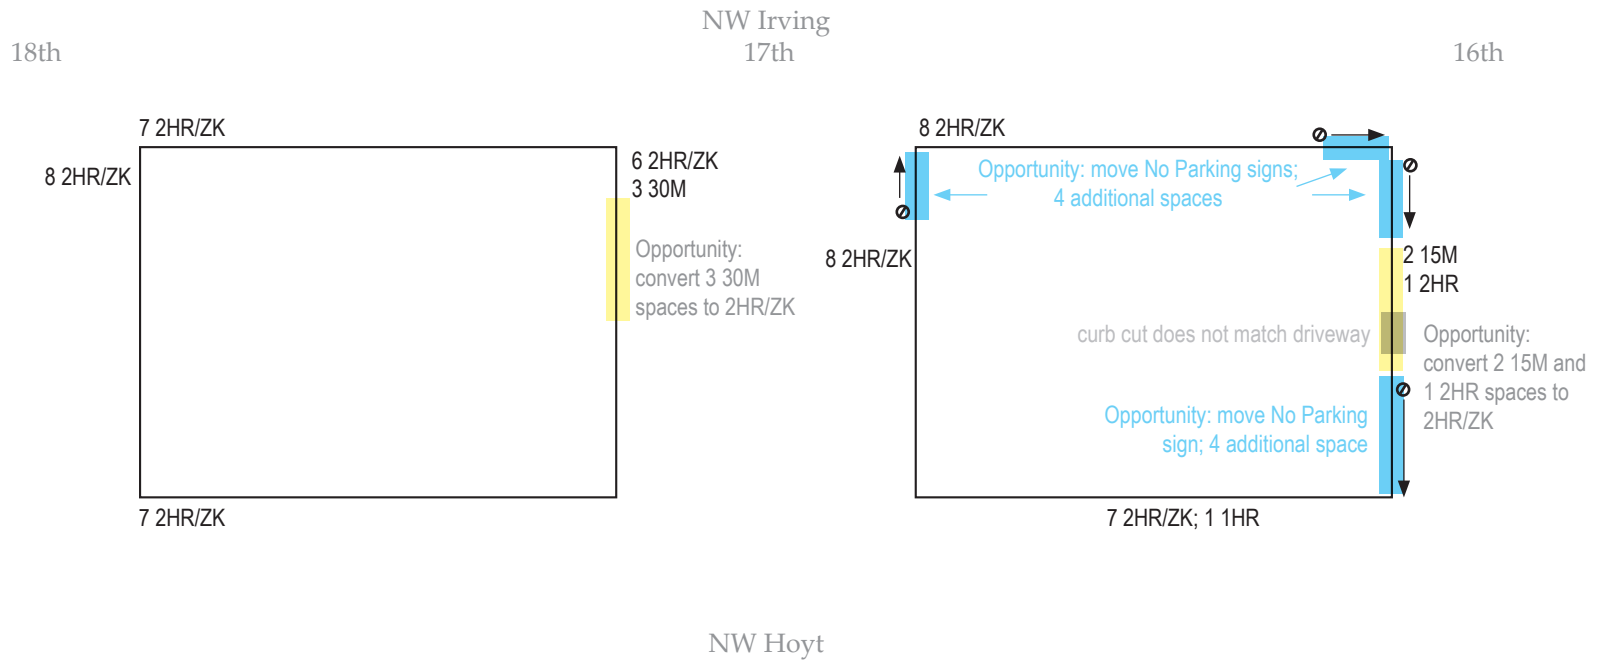 NW Irving
18th
17th
16th
7 2HR/ZK
8 2HR/ZK
6 2HR/ZK
3 30M
Opportunity:
convert 3 30M
spaces to 2HR/ZK
7 2HR/ZK
8 2HR/ZK
Opportunity: move No Parking signs;
4 additional spaces
8 2HR/ZK
2 15M
1 2HR
curb cut does not match driveway
Opportunity:
convert 2 15M and
1 2HR spaces to
2HR/ZK
Opportunity: move No Parking
sign; 4 additional space
7 2HR/ZK; 1 1HR
NW Hoyt